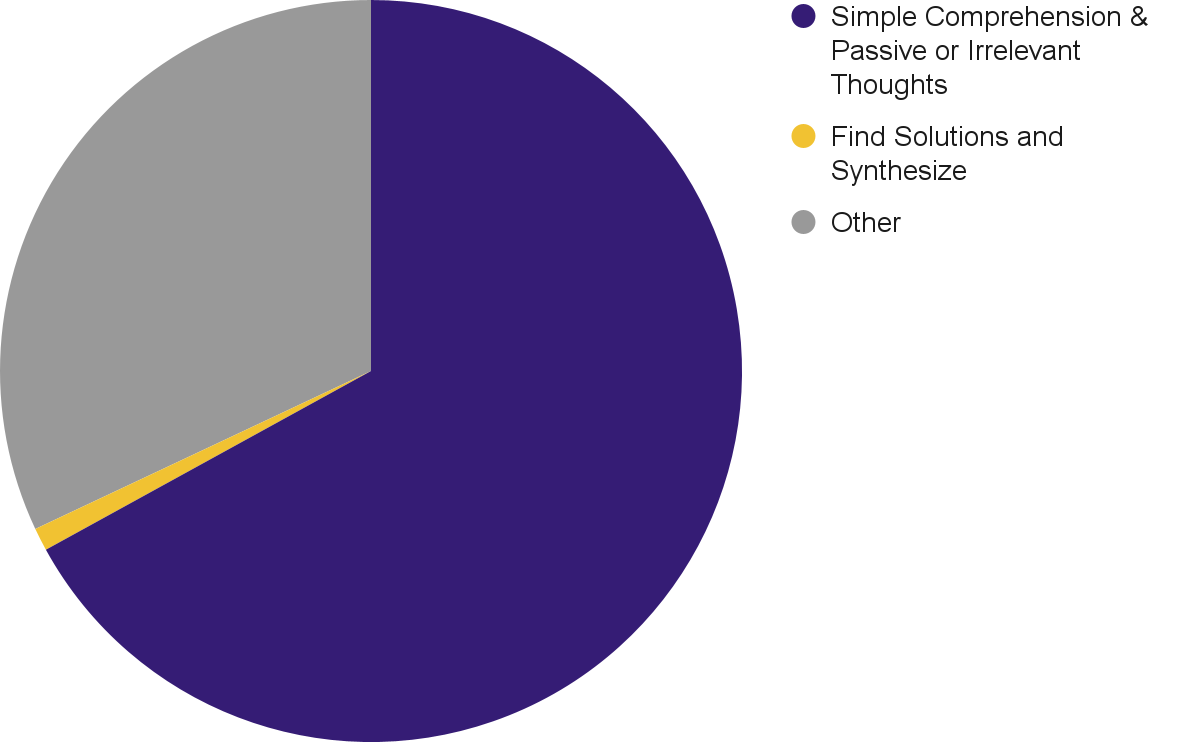 Simple Comprehension &
Passive or Irrelevant
Thoughts
Find Solutions and
Synthesize
Other